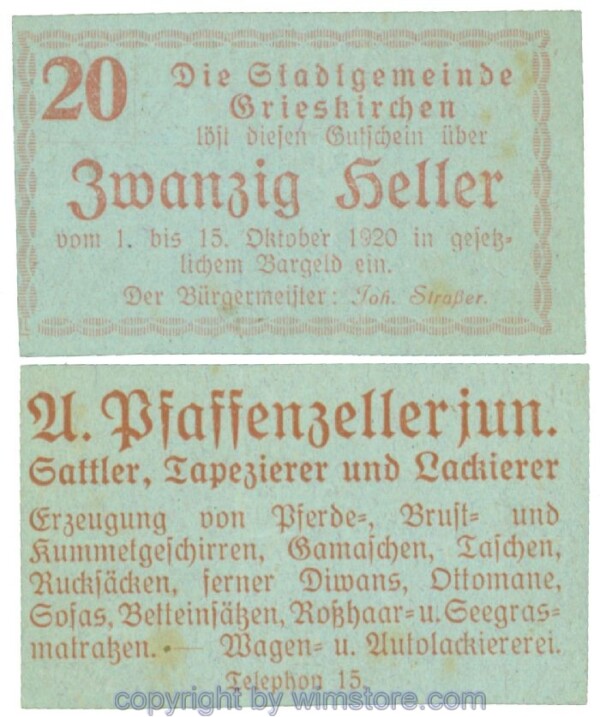 20
Die Stadtgemeinde
Grieskirchen
löst diesen Gutschein über
Zwanzig Heller
vom 1. bis 15. Oktober 1920 in gesetz-
lichem Bargeld ein.
Der Bürgermeister: Joh. Straßer.
A. Pfaffenzeller jun.
Sattler, Tapezierer und Lackierer
Erzeugung von Pferde-, Brust- und
Kummetgeschirren, Gamaschen, Taschen,
Rucksäcken, ferner Diwans, Ottomane,
Sofas, Betteinsätzen, Roßhaar- u. Seegras-
matratzen. — Wagen- u. Autolackiererei.
Telephon 15.
copyright by wimstore.com